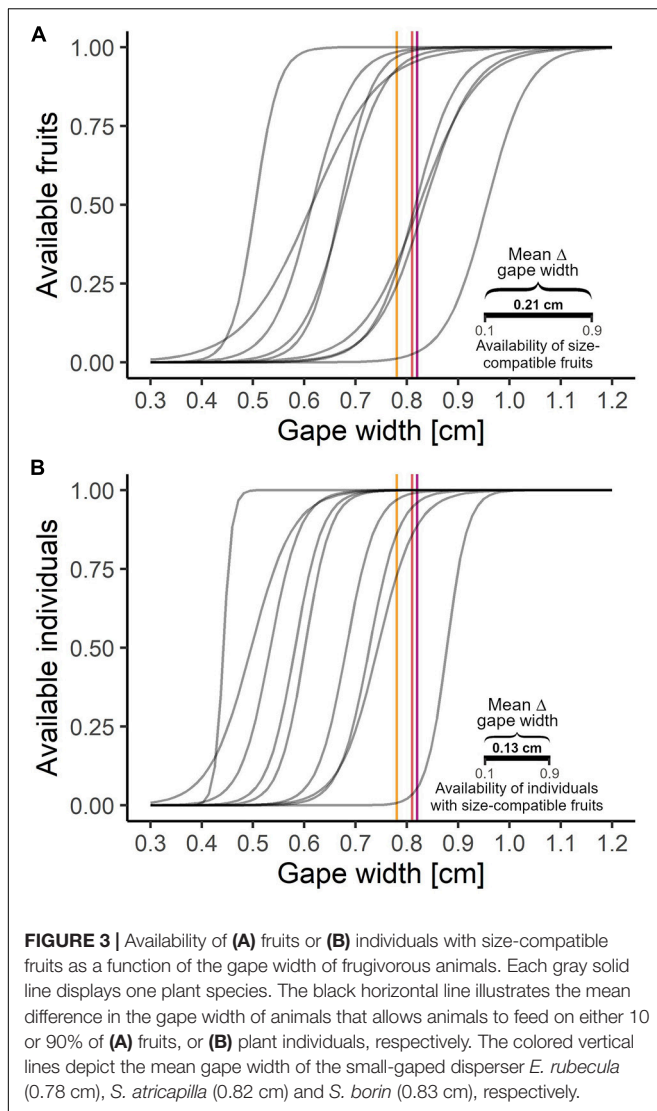 A
1.00
0.75
0.50
0.25
0.00
Available fruits
Mean Δ
gape width
0.21 cm
0.1 0.9
Availability of size-
compatible fruits
0.3 0.4 0.5 0.6 0.7 0.8 0.9 1.0 1.1 1.2
Gape width [cm]
B
1.00
0.75
0.50
0.25
0.00
Available individuals
Mean Δ
gape width
0.13 cm
0.1 0.9
Availability of individuals
with size-compatible fruits
0.3 0.4 0.5 0.6 0.7 0.8 0.9 1.0 1.1 1.2
Gape width [cm]
FIGURE 3 | Availability of (A) fruits or (B) individuals with size-compatible
fruits as a function of the gape width of frugivorous animals. Each gray solid
line displays one plant species. The black horizontal line illustrates the mean
difference in the gape width of animals that allows animals to feed on either 10
or 90% of (A) fruits, or (B) plant individuals, respectively. The colored vertical
lines depict the mean gape width of the small-gaped disperser E. rubecula
(0.78 cm), S. atricapilla (0.82 cm) and S. borin (0.83 cm), respectively.